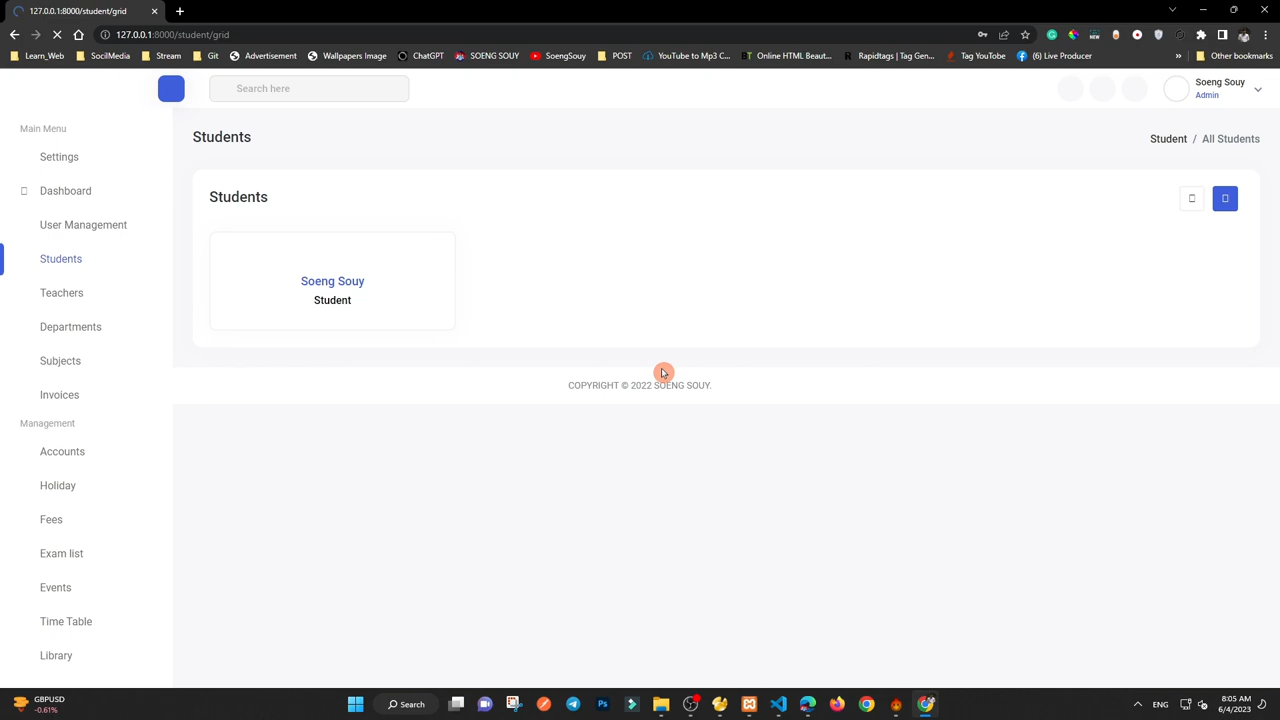 127.0.0.1:8000/student/grid
127.0.0.1:8000/student/grid
Learn_Web SocilMedia Stream Git Advertisement Wallpapers Image ChatGPT SOENG SOUY SoengSouy POST YouTube to Mp3 C... Online HTML Beaut... Rapidtags | Tag Gen... Tag YouTube (6) Live Producer » Other bookmarks
Search here
Soeng Souy
Admin
Main Menu
Settings
Dashboard
User Management
Students
Teachers
Departments
Subjects
Invoices
Management
Accounts
Holiday
Fees
Exam list
Events
Time Table
Library
Students
Student / All Students
Students
Soeng Souy
Student
COPYRIGHT © 2022 SOENG SOUY.
GBPUSD
-0.61%
Search
ENG
8:05 AM
6/4/2023